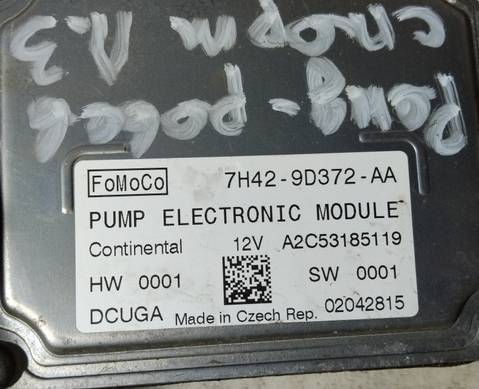 FoMoCo 7H42-9D372-AA
PUMP ELECTRONIC MODULE
Continental 12V A2C53185119
HW 0001 SW 0001
DCUGA Made in Czech Rep. 02042815